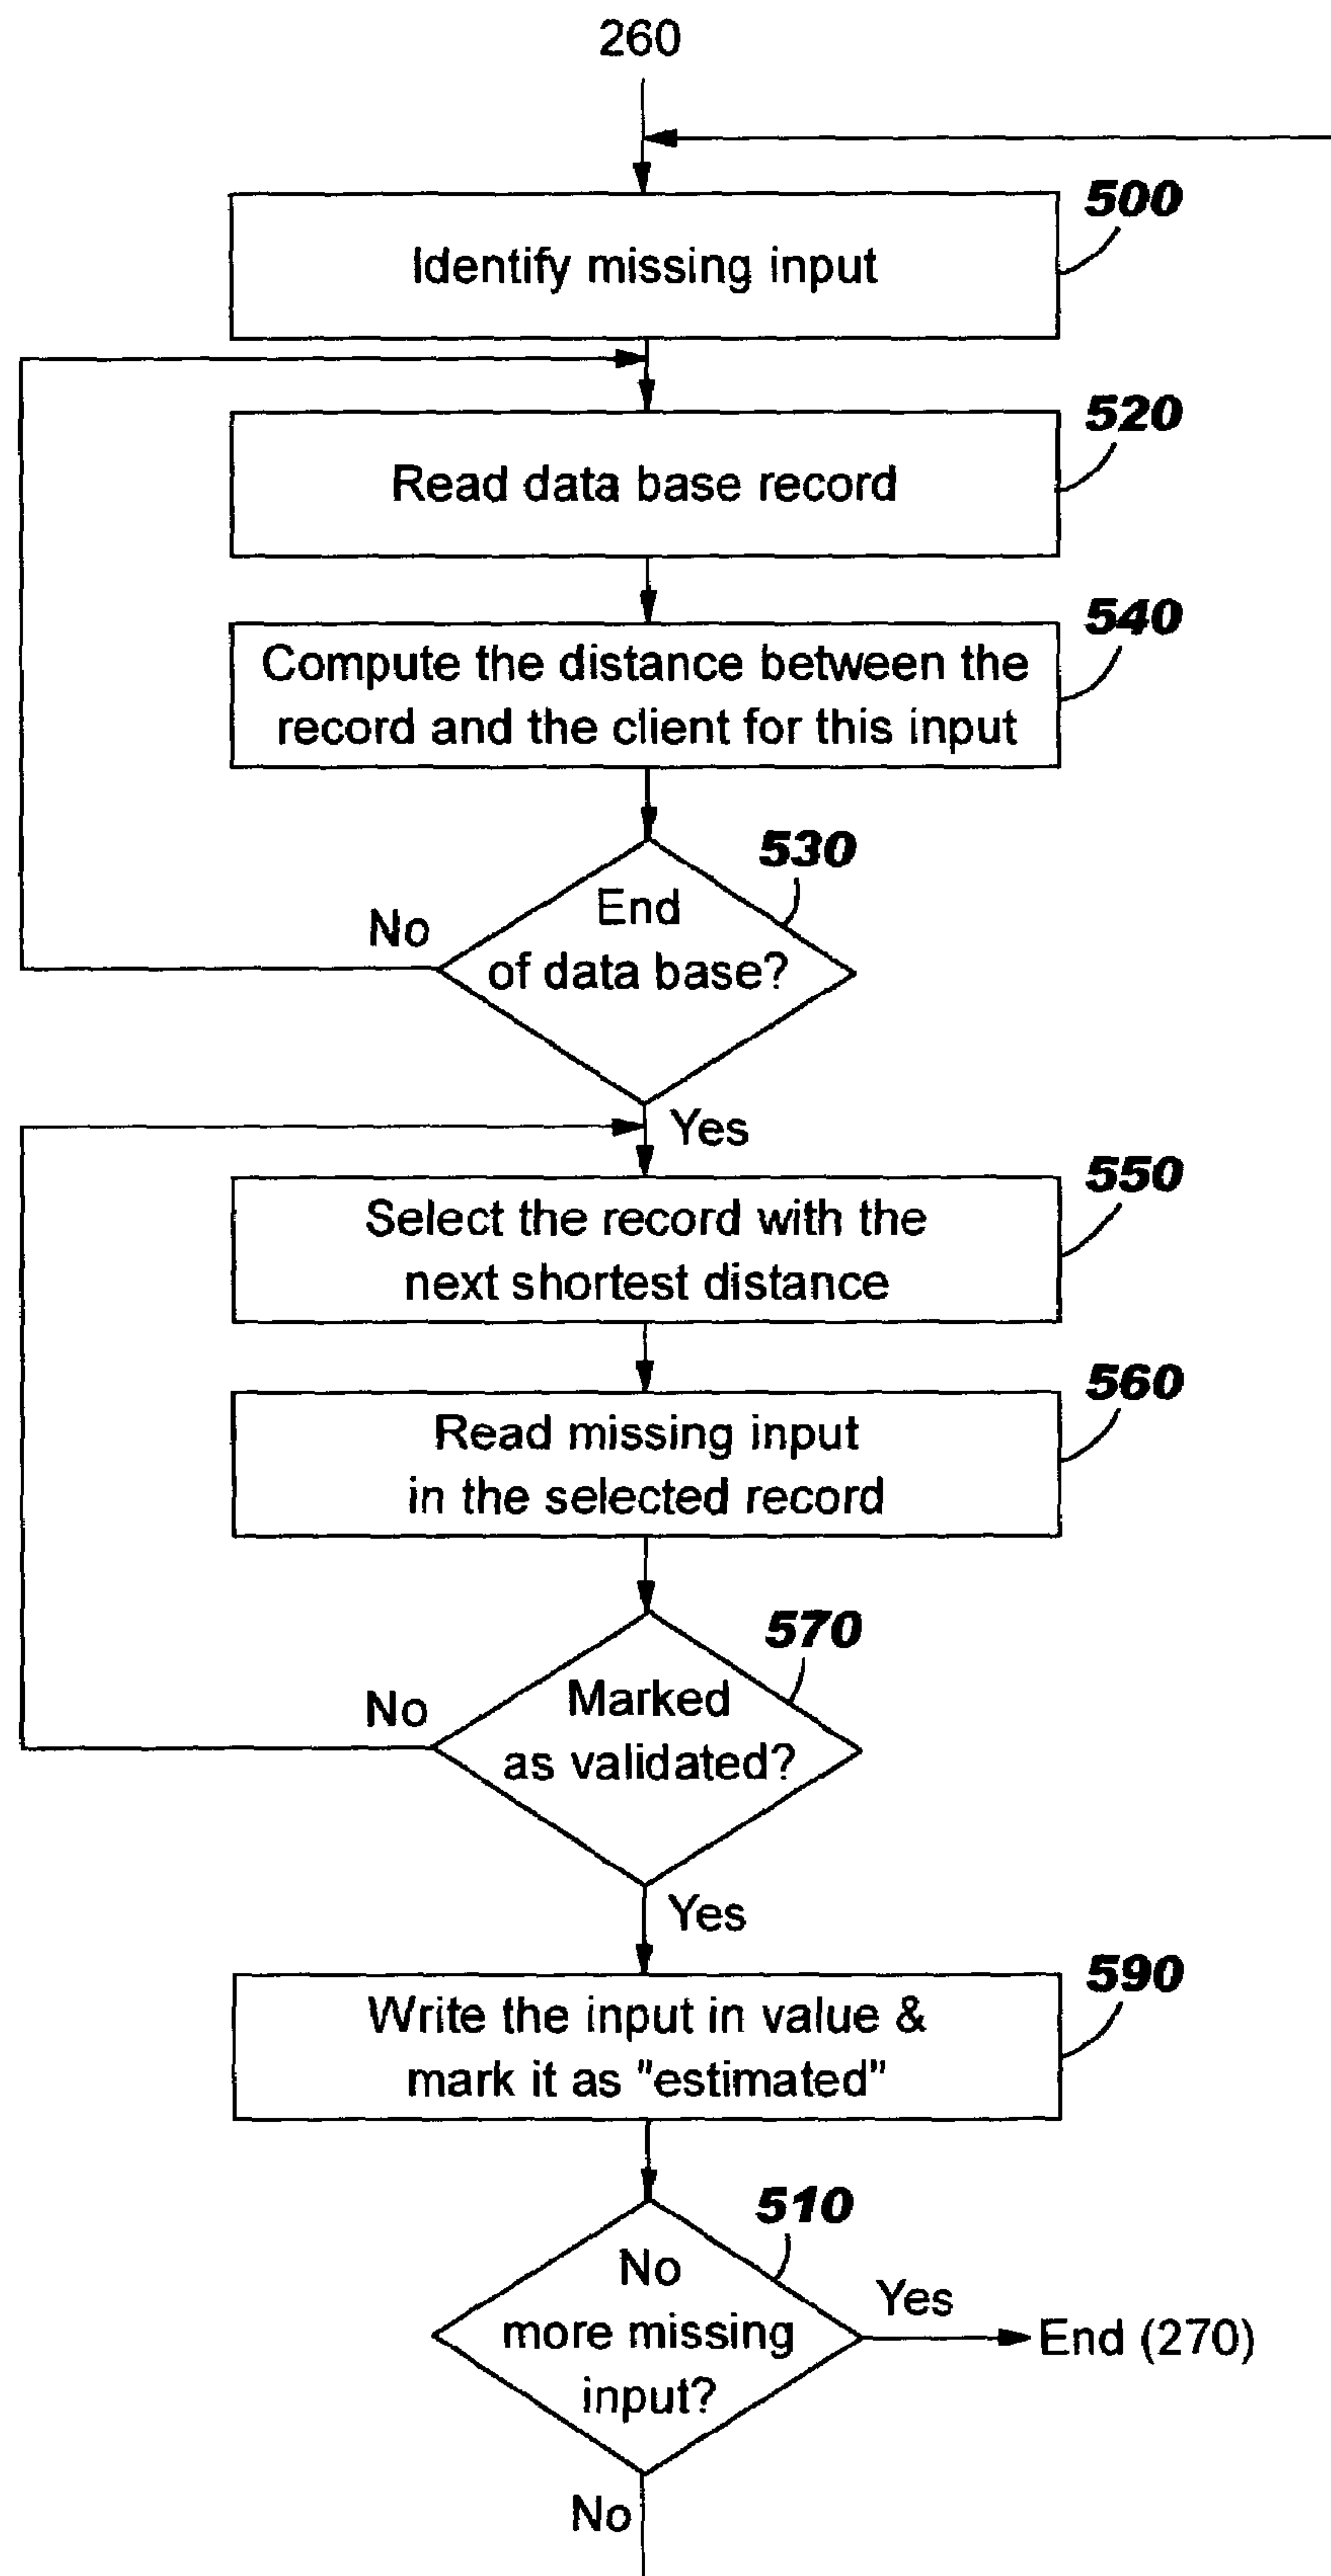 260
500
Identify missing input
520
Read data base record
540
Compute the distance between the
record and the client for this input
530
End
of data base?
No
Yes
550
Select the record with the
next shortest distance
560
Read missing input
in the selected record
570
Marked
as validated?
No
Yes
590
Write the input in value &
mark it as "estimated"
510
No
more missing
input?
Yes
End (270)
No